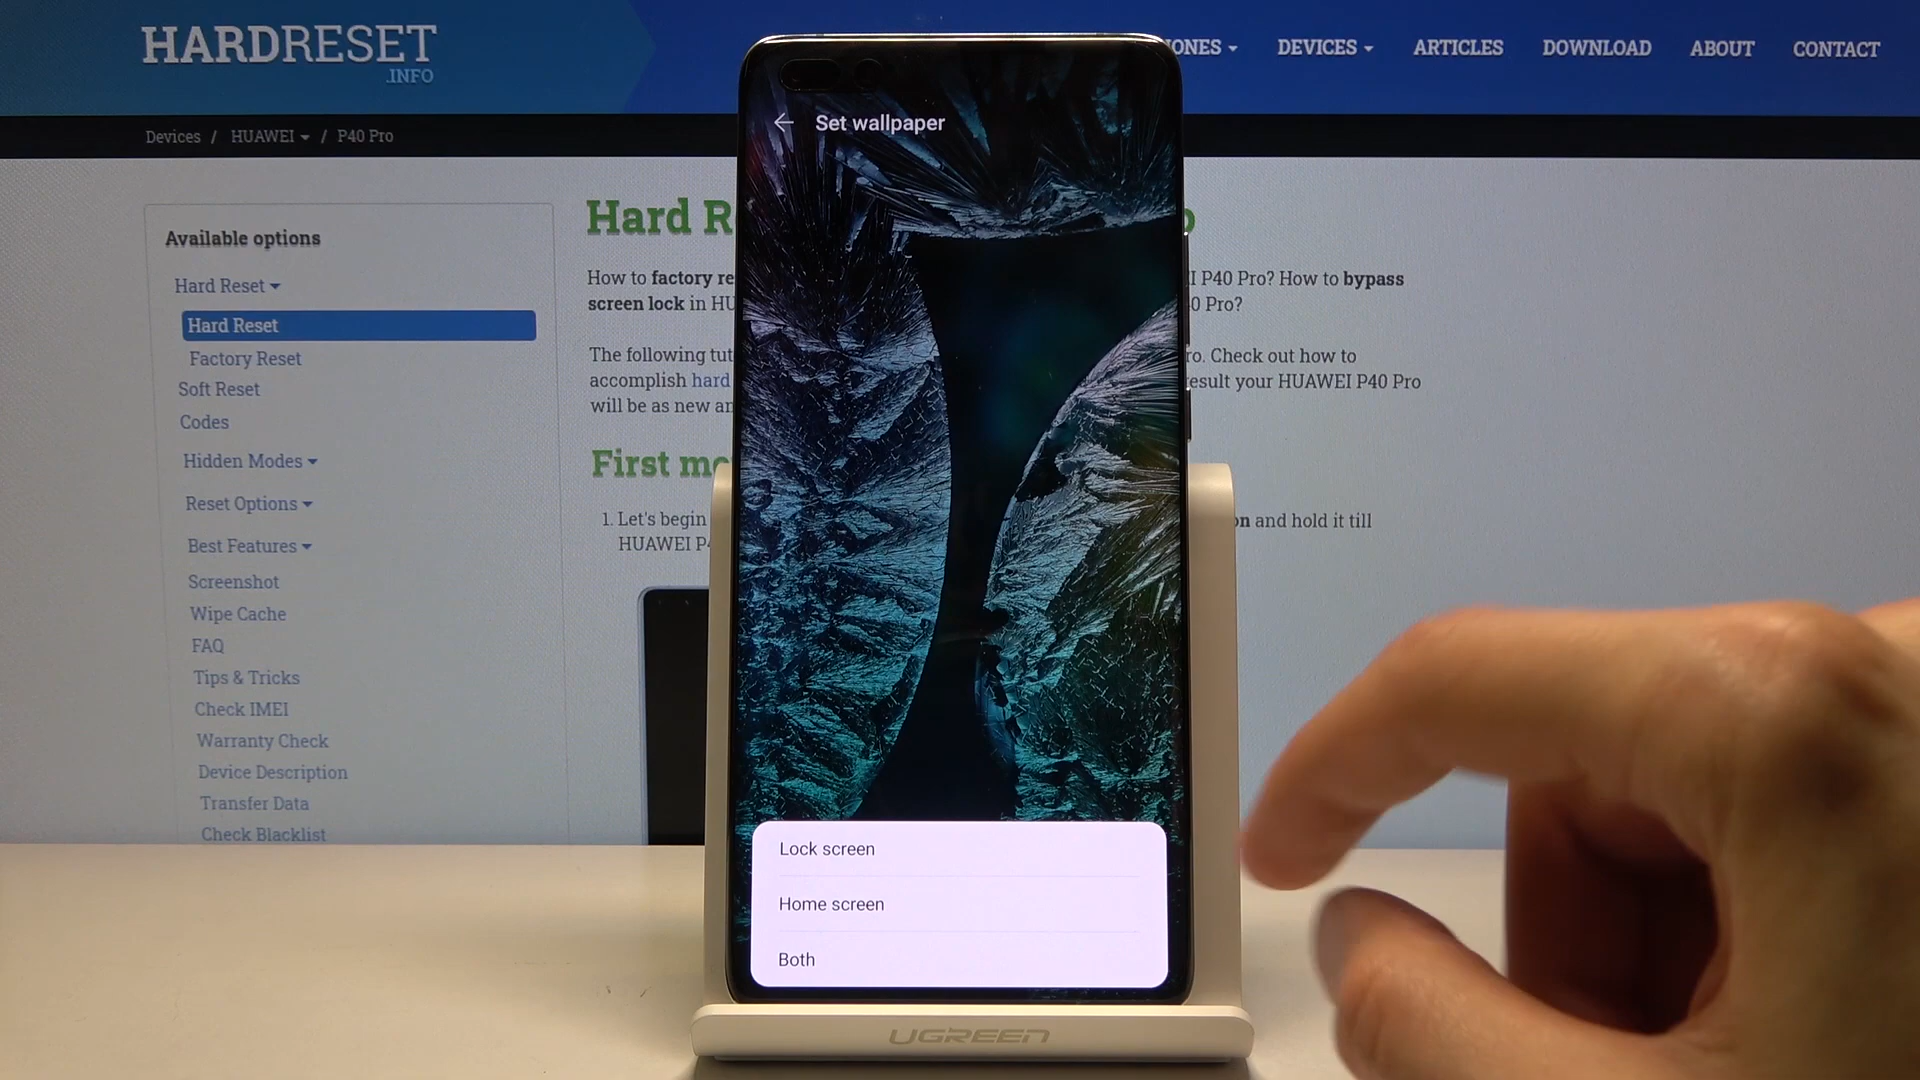 HARDRESET
.INFO
DEVICES
ARTICLES
DOWNLOAD
ABOUT
CONTACT
Devices / HUAWEI / P40 Pro
Set wallpaper
Available options
Hard Reset
Hard Reset
Factory Reset
Soft Reset
Codes
Hidden Modes
Reset Options
Best Features
Screenshot
Wipe Cache
FAQ
Tips & Tricks
Check IMEI
Warranty Check
Device Description
Transfer Data
Check Blacklist
Hard R
How to factory re
P40 Pro? How to bypass
screen lock in HU
0 Pro?
The following tut
ro. Check out how to
accomplish hard
esult your HUAWEI P40 Pro
will be as new an
First mo
1. Let's begin
on and hold it till
HUAWEI P4
Lock screen
Home screen
Both
UGREEN